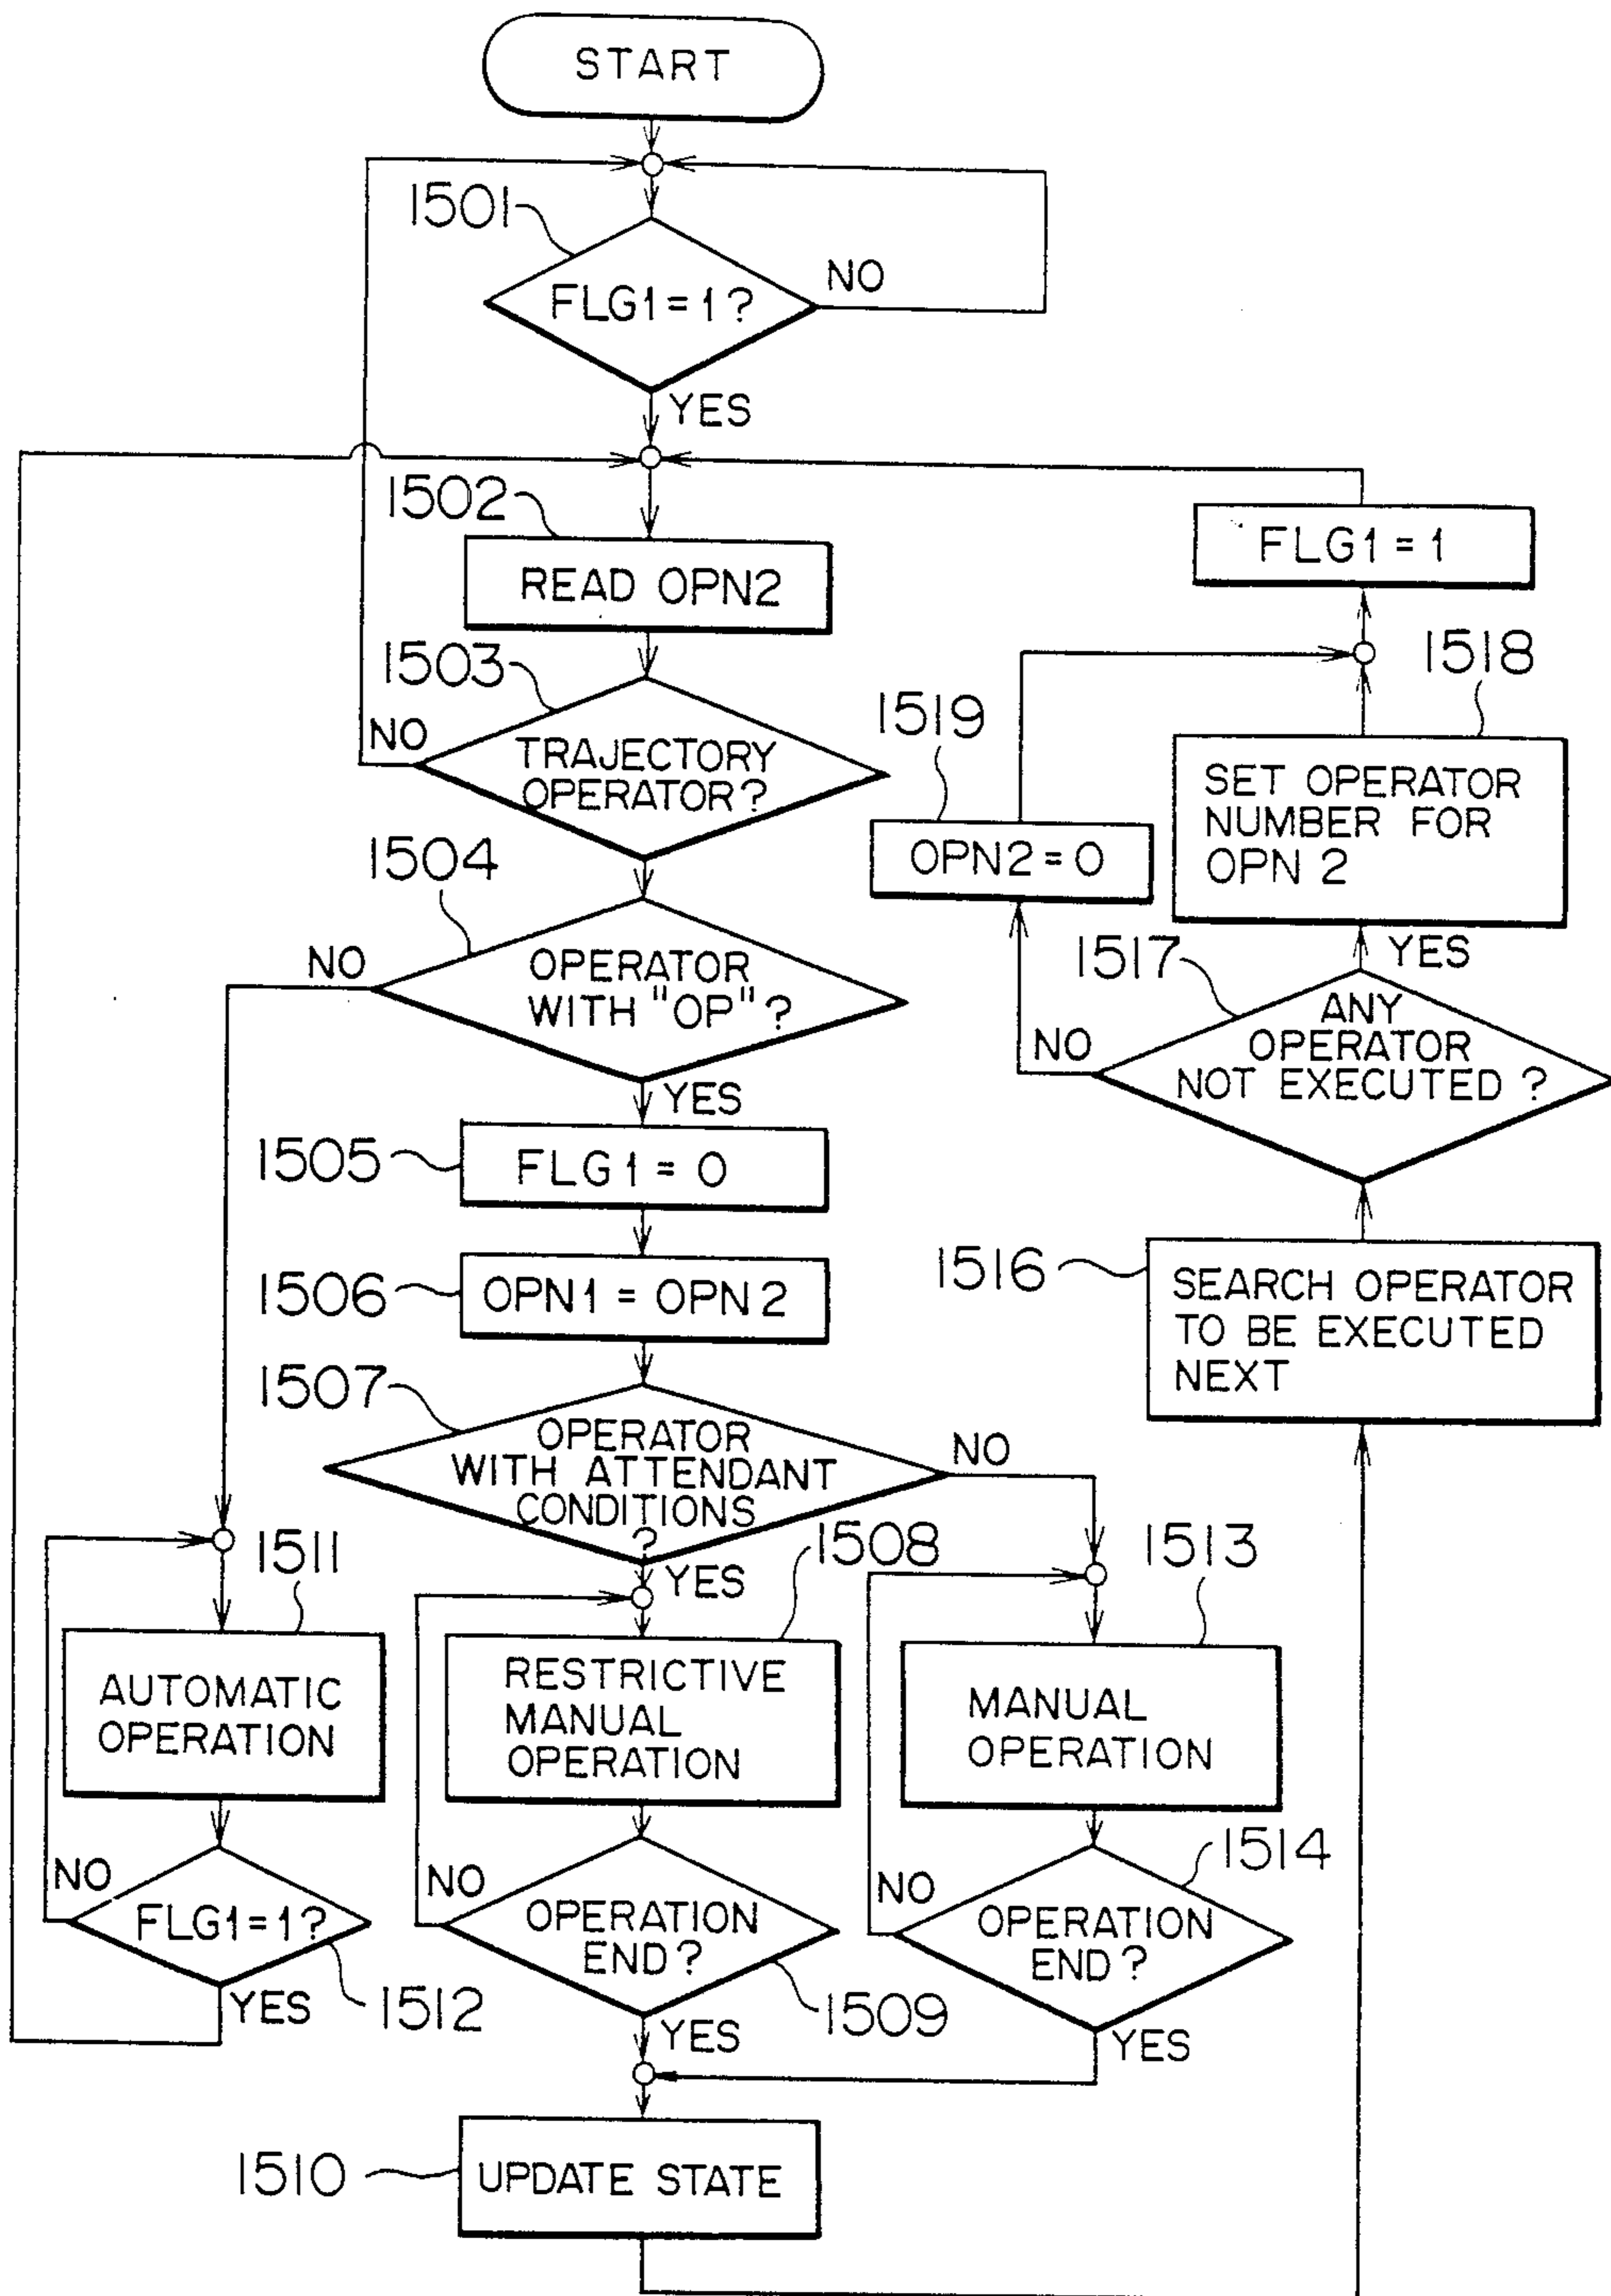 START
1501
FLG1=1?
NO
YES
1502
READ OPN2
FLG1=1
1503
NO
TRAJECTORY
OPERATOR?
1518
1519
SET OPERATOR
NUMBER FOR
OPN 2
OPN2=0
1504
NO
OPERATOR
WITH "OP"?
YES
1517
YES
ANY
OPERATOR
NOT EXECUTED?
NO
1505
FLG1=0
1506
OPN1=OPN2
1516
SEARCH OPERATOR
TO BE EXECUTED
NEXT
1507
OPERATOR
WITH ATTENDANT
CONDITIONS
?
NO
YES
1511
1508
1513
AUTOMATIC
OPERATION
RESTRICTIVE
MANUAL
OPERATION
MANUAL
OPERATION
NO
FLG1=1?
YES
1512
NO
OPERATION
END?
1509
YES
NO
OPERATION
END?
1514
YES
1510
UPDATE STATE